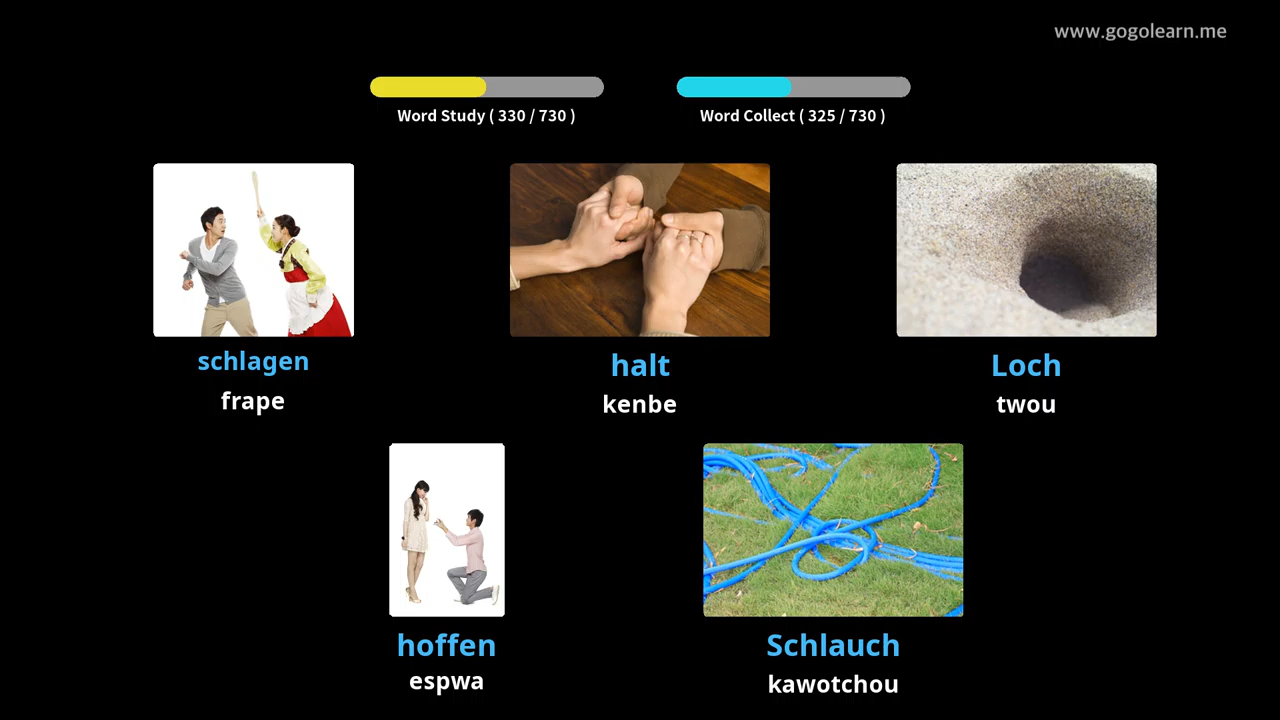 www.gogolearn.me
Word Study ( 330 / 730 )
Word Collect ( 325 / 730 )
schlagen
frape
halt
kenbe
Loch
twou
hoffen
espwa
Schlauch
kawotchou